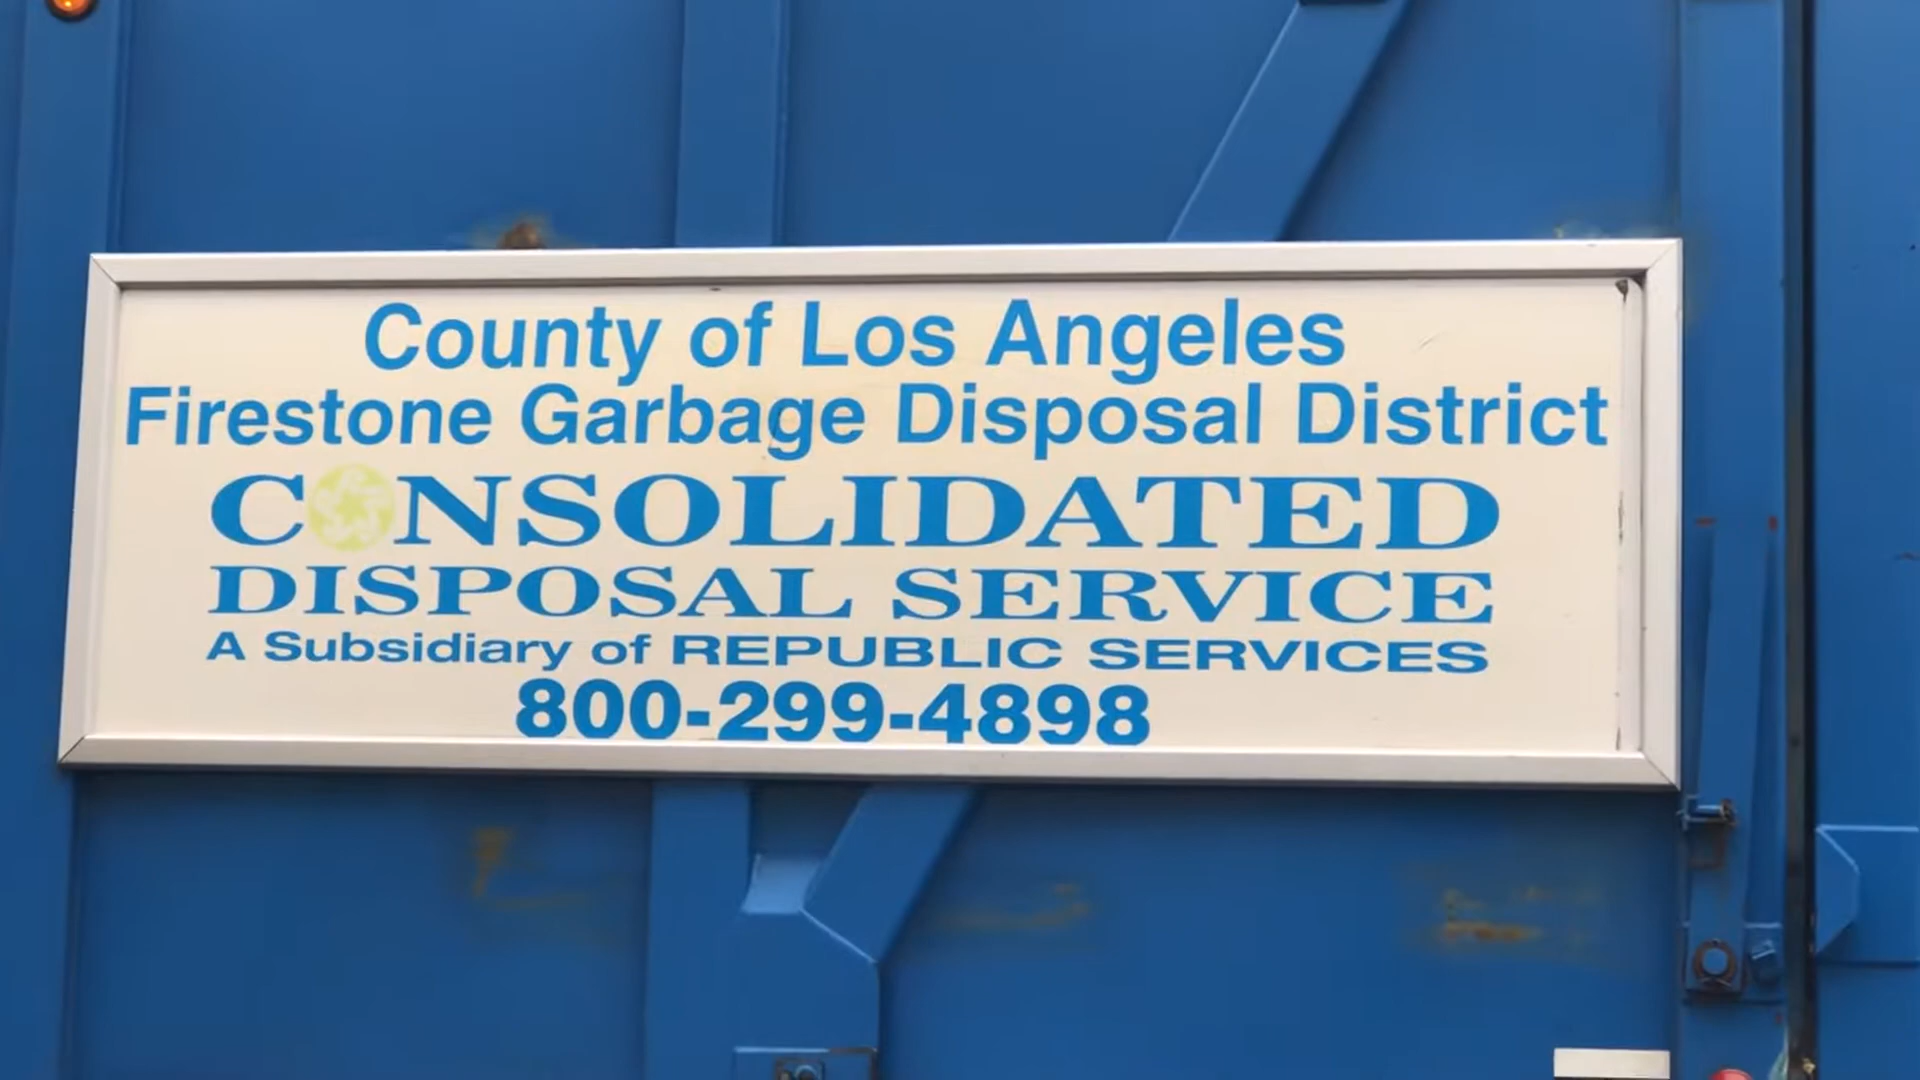 County of Los Angeles
Firestone Garbage Disposal District
CONSOLIDATED
DISPOSAL SERVICE
A Subsidiary of REPUBLIC SERVICES
800-299-4898